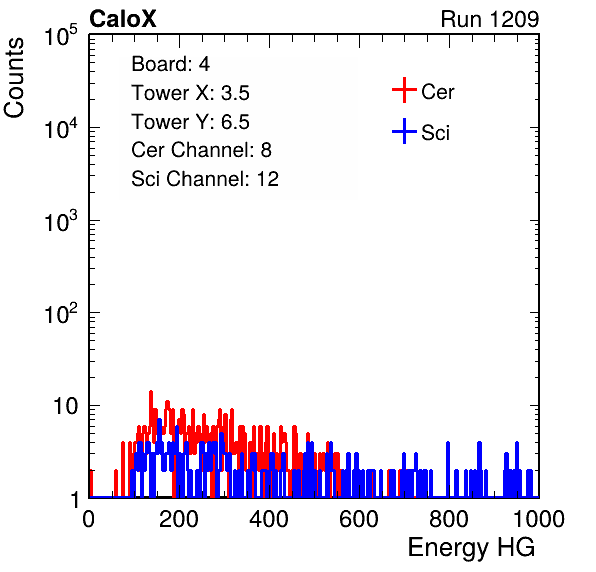 CaloX Run 1209
Counts
10^5
10^4
10^3
10^2
10
1
Board: 4
Tower X: 3.5
Tower Y: 6.5
Cer Channel: 8
Sci Channel: 12
Cer
Sci
0 200 400 600 800 1000
Energy HG